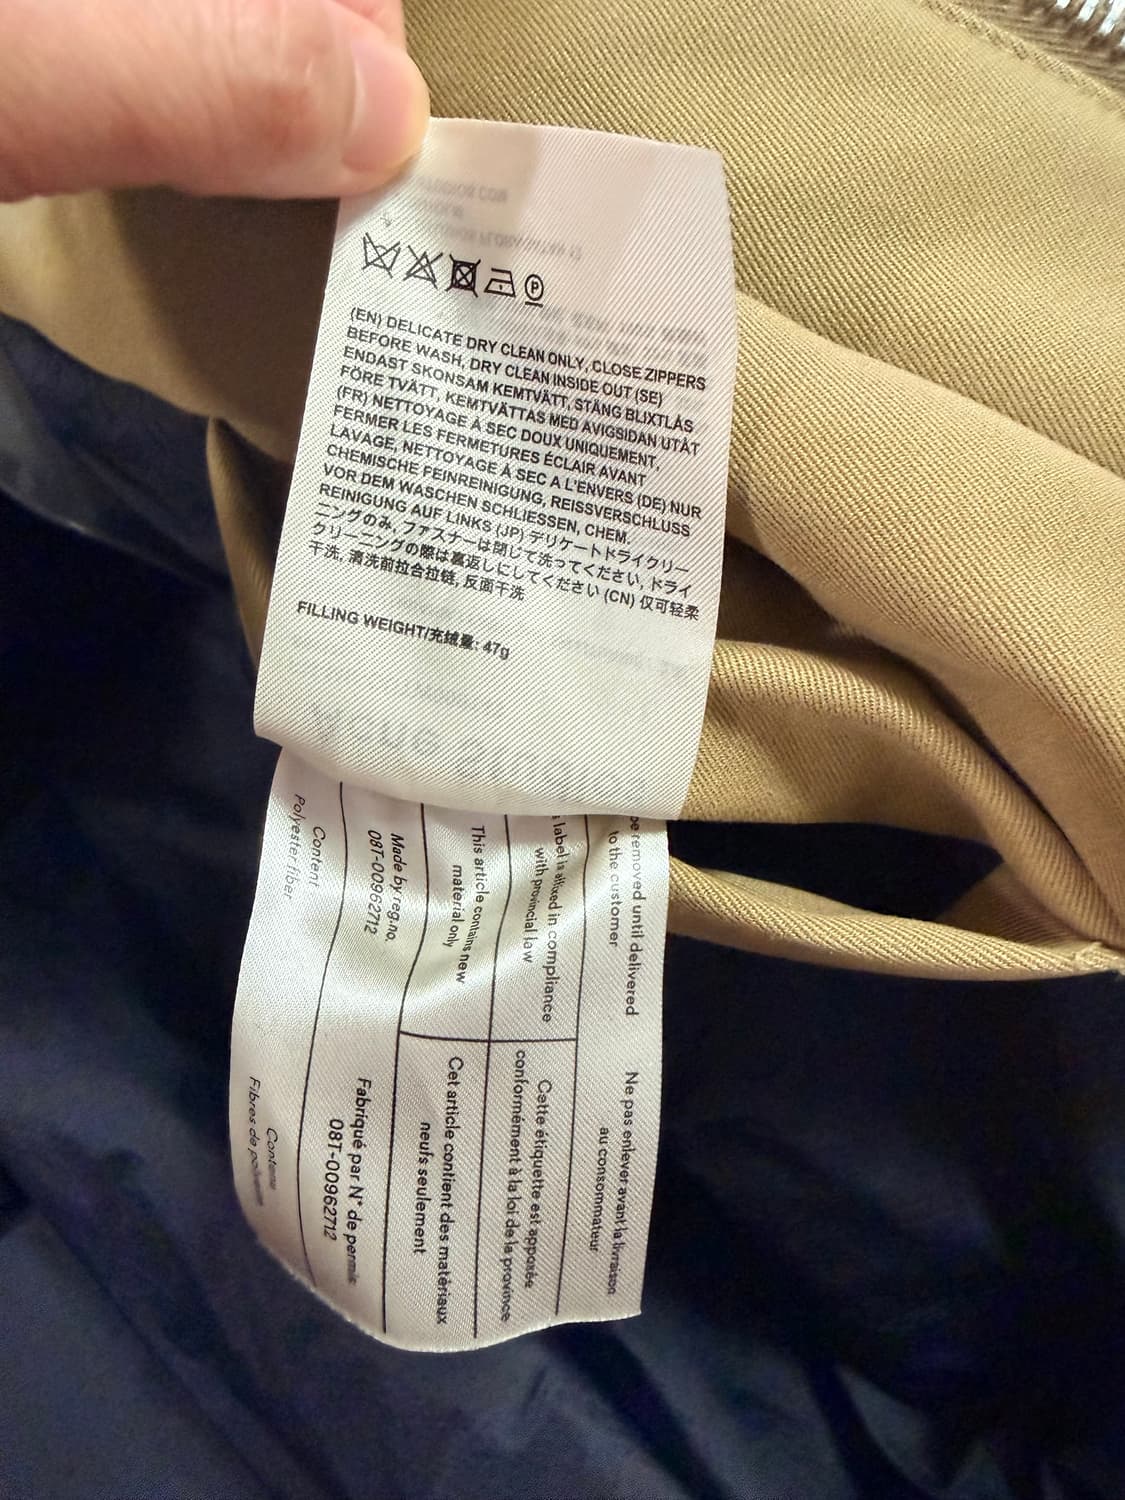 (EN) DELICATE DRY CLEAN ONLY, CLOSE ZIPPERS
BEFORE WASH, DRY CLEAN INSIDE OUT (SE)
ENDAST SKONSAM KEMTVÄTT, STÄNG BLIXTLÅS
FÖRE TVÄTT, KEMTVÄTTAS MED AVIGSIDAN UTÅT
(FR) NETTOYAGE À SEC DOUX UNIQUEMENT,
FERMER LES FERMETURES ÉCLAIR AVANT
LAVAGE, NETTOYAGE À SEC A L'ENVERS (DE) NUR
CHEMISCHE FEINREINIGUNG, REISSVERSCHLUSS
VOR DEM WASCHEN SCHLIESSEN, CHEM.
REINIGUNG AUF LINKS (JP) デリケートドライクリー
ニングのみ, ファスナーは閉じて洗ってください, ドライ
クリーニングの際は裏返しにしてください (CN) 仅可轻柔
干洗, 清洗前拉合拉链, 反面干洗
FILLING WEIGHT/充绒量: 47g
P
be removed until delivered
to the customer
Ne pas enlever avant la livraison
au consommateur
label is affixed in compliance
with provincial law
Cette étiquette est apposée
conformément à la loi de la province
This article contains new
material only
Cet article contient des matériaux
neufs seulement
Made by reg.no.
08T-00962712
Fabriqué par N° de permis
08T-00962712
Content
Polyester fiber
Contenu
Fibres de